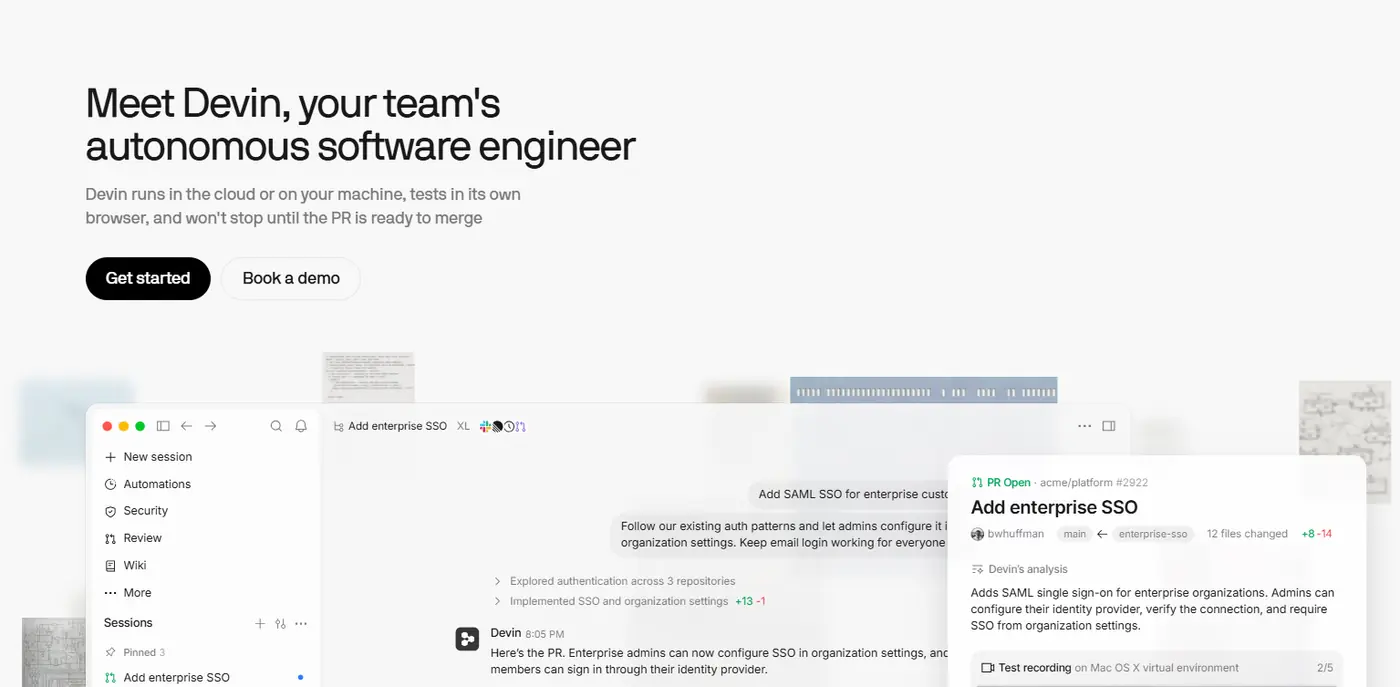 Meet Devin, your team's
autonomous software engineer
Devin runs in the cloud or on your machine, tests in its own
browser, and won't stop until the PR is ready to merge
Get started
Book a demo
New session
Automations
Security
Review
Wiki
More
Sessions
Pinned 3
Add enterprise SSO
Add enterprise SSO XL
Add SAML SSO for enterprise custo
Follow our existing auth patterns and let admins configure it i
organization settings. Keep email login working for everyone
Explored authentication across 3 repositories
Implemented SSO and organization settings +13 -1
Devin 8:05 PM
Here's the PR. Enterprise admins can now configure SSO in organization settings, and
members can sign in through their identity provider.
PR Open · acme/platform #2922
Add enterprise SSO
bwhuffman main ← enterprise-sso 12 files changed +8 -14
Devin's analysis
Adds SAML single sign-on for enterprise organizations. Admins can
configure their identity provider, verify the connection, and require
SSO from organization settings.
Test recording on Mac OS X virtual environment 2/5